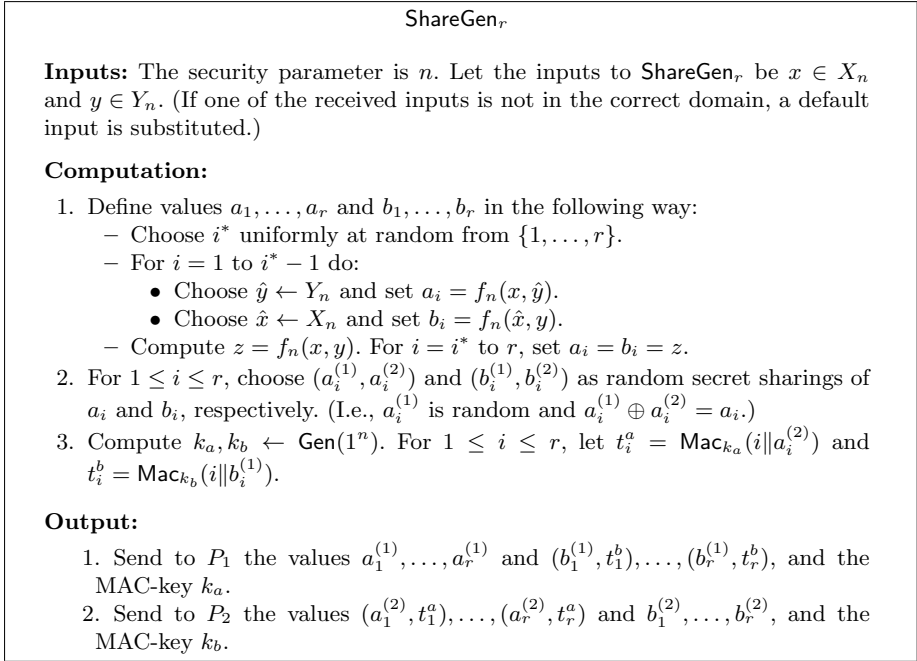 ShareGen_r
Inputs: The security parameter is n. Let the inputs to ShareGen_r be x ∈ X_n
and y ∈ Y_n. (If one of the received inputs is not in the correct domain, a default
input is substituted.)
Computation:
1. Define values a_1, . . . , a_r and b_1, . . . , b_r in the following way:
– Choose i* uniformly at random from {1, . . . , r}.
– For i = 1 to i* − 1 do:
• Choose ŷ ← Y_n and set a_i = f_n(x, ŷ).
• Choose x̂ ← X_n and set b_i = f_n(x̂, y).
– Compute z = f_n(x, y). For i = i* to r, set a_i = b_i = z.
2. For 1 ≤ i ≤ r, choose (a_i^(1), a_i^(2)) and (b_i^(1), b_i^(2)) as random secret sharings of
a_i and b_i, respectively. (I.e., a_i^(1) is random and a_i^(1) ⊕ a_i^(2) = a_i.)
3. Compute k_a, k_b ← Gen(1^n). For 1 ≤ i ≤ r, let t_i^a = Mac_{k_a}(i‖a_i^(2)) and
t_i^b = Mac_{k_b}(i‖b_i^(1)).
Output:
1. Send to P_1 the values a_1^(1), . . . , a_r^(1) and (b_1^(1), t_1^b), . . . , (b_r^(1), t_r^b), and the
MAC-key k_a.
2. Send to P_2 the values (a_1^(2), t_1^a), . . . , (a_r^(2), t_r^a) and b_1^(2), . . . , b_r^(2), and the
MAC-key k_b.